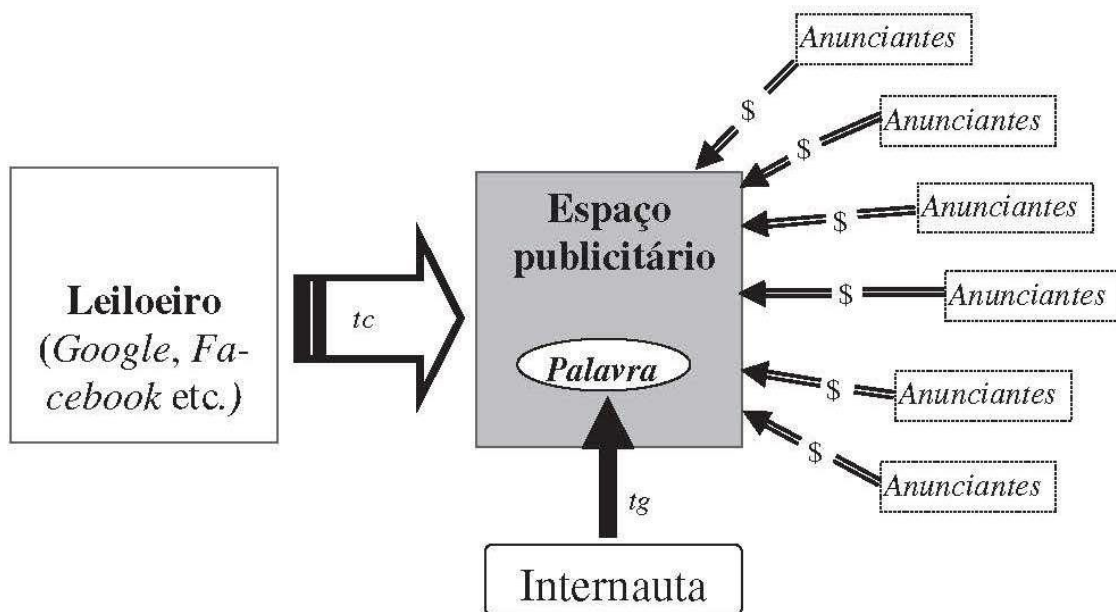 Anunciantes
$
Anunciantes
$
Anunciantes
$
Anunciantes
$
Anunciantes
$
Anunciantes
$
Leiloeiro
(Google, Fa-
cebook etc.)
tc
Espaço
publicitário
Palavra
tg
Internauta